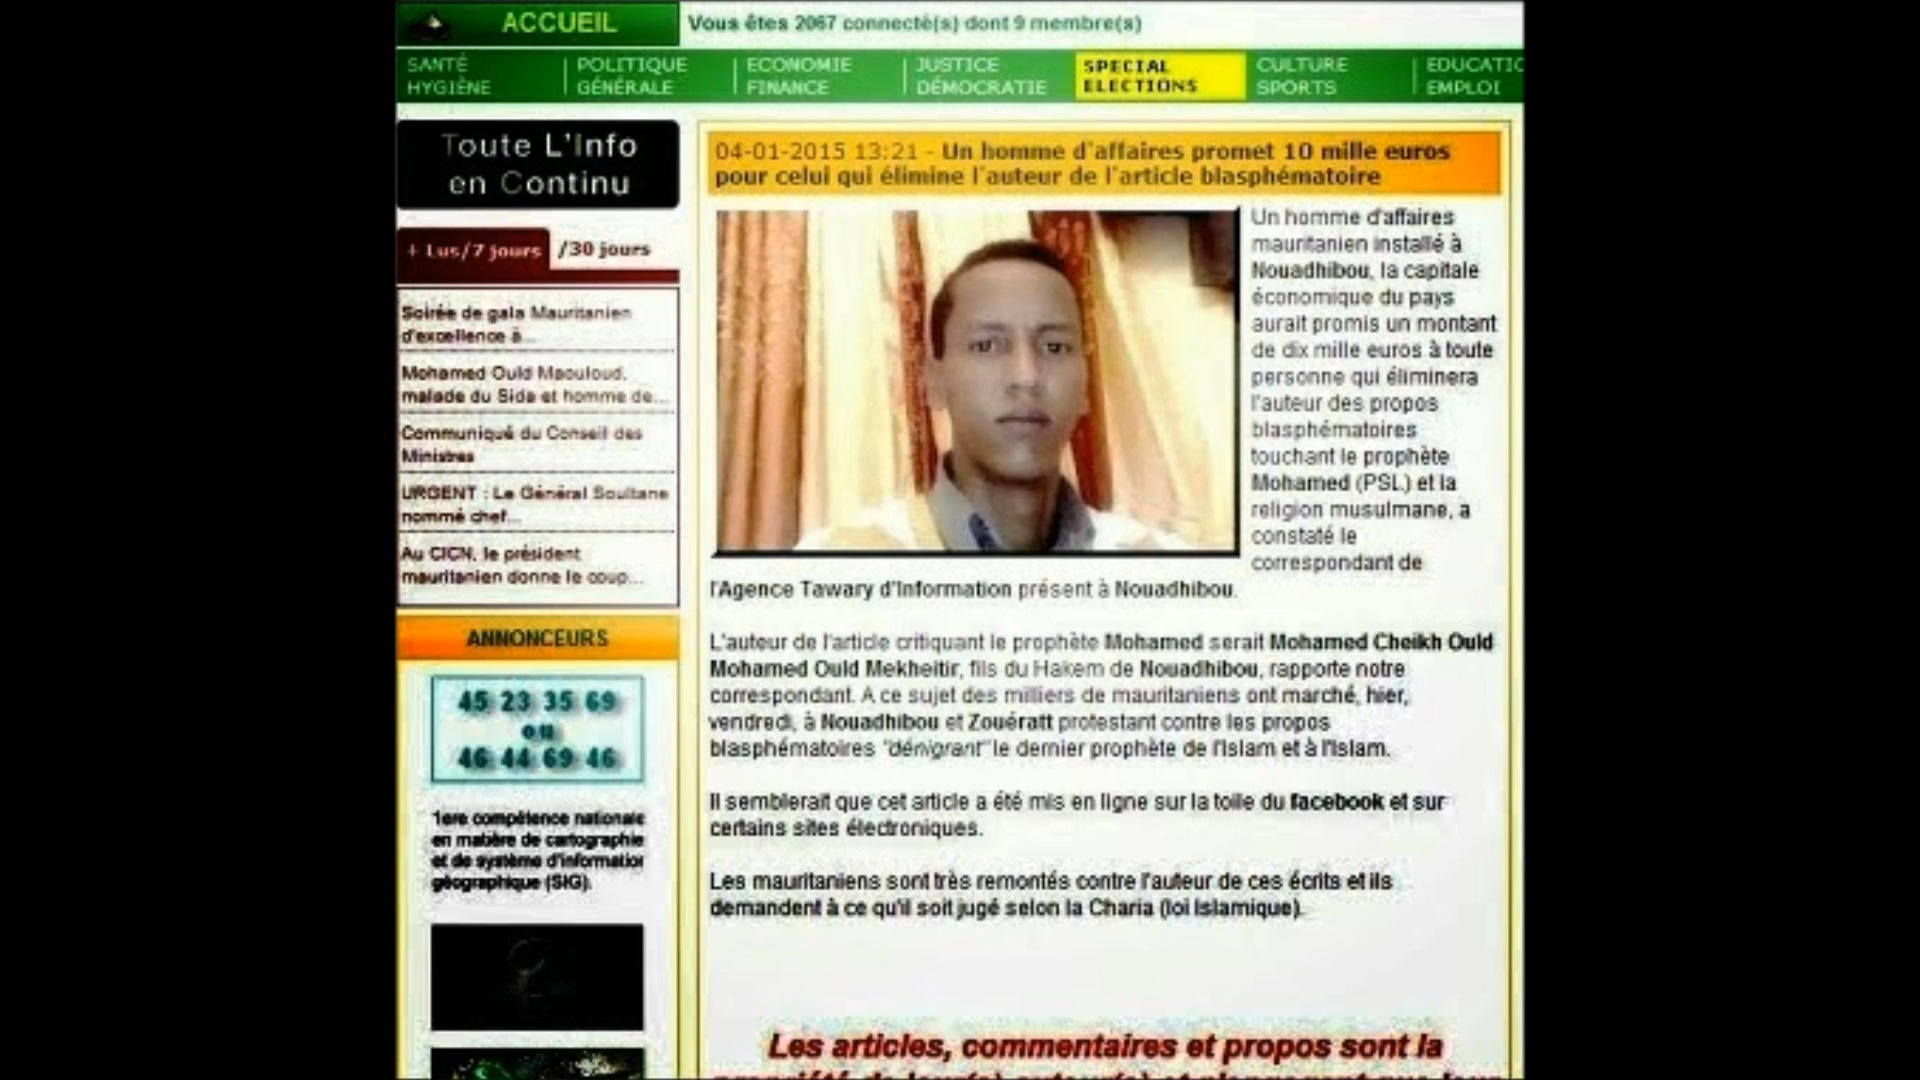 ACCUEIL
Vous êtes 2067 connecté(s) dont 9 membre(s)
SANTÉ
HYGIÈNE
POLITIQUE
GÉNÉRALE
ECONOMIE
FINANCE
JUSTICE
DÉMOCRATIE
SPECIAL
ELECTIONS
CULTURE
SPORTS
EDUCATIO
EMPLOI
Toute L'Info
en Continu
+ Lus/7 jours /30 jours
Soirée de gala Mauritanien
d'excellence à...
Mohamed Ould Maouloud,
malade du Sida et homme de...
Communiqué du Conseil des
Ministres
URGENT : Le Général Soultane
nommé chef...
Au CICN, le président
mauritanien donne le coup...
ANNONCEURS
45 23 35 69
ou
46 44 69 46
1ere compétence nationale
en matière de cartographie
et de système d'information
géographique (SIG).
04-01-2015 13:21 - Un homme d'affaires promet 10 mille euros
pour celui qui élimine l'auteur de l'article blasphématoire
Un homme d'affaires
mauritanien installé à
Nouadhibou, la capitale
économique du pays
aurait promis un montant
de dix mille euros à toute
personne qui éliminera
l'auteur des propos
blasphématoires
touchant le prophète
Mohamed (PSL) et la
religion musulmane, a
constaté le
correspondant de
l'Agence Tawary d'Information présent à Nouadhibou.
L'auteur de l'article critiquant le prophète Mohamed serait Mohamed Cheikh Ould
Mohamed Ould Mekheitir, fils du Hakem de Nouadhibou, rapporte notre
correspondant. A ce sujet des milliers de mauritaniens ont marché, hier,
vendredi, à Nouadhibou et Zouératt protestant contre les propos
blasphématoires "dénigrant" le dernier prophète de l'Islam et à l'Islam.
Il semblerait que cet article a été mis en ligne sur la toile du facebook et sur
certains sites électroniques.
Les mauritaniens sont très remontés contre l'auteur de ces écrits et ils
demandent à ce qu'il soit jugé selon la Charia (loi Islamique).
Les articles, commentaires et propos sont la